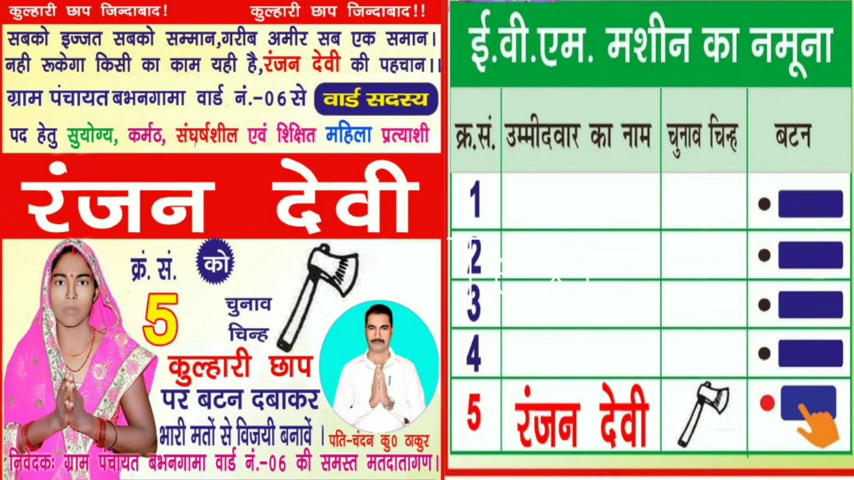 कुल्हारी छाप जिन्दाबाद! कुल्हारी छाप जिन्दाबाद!!
सबको इज्जत सबको सम्मान,गरीब अमीर सब एक समान।
नही रूकेगा किसी का काम यही है,रंजन देवी की पहचान।।
ग्राम पंचायत बभनगामा वार्ड नं.-06 से वार्ड सदस्य
पद हेतु सुयोग्य, कर्मठ, संघर्षशील एवं शिक्षित महिला प्रत्याशी
रंजन देवी
क्रं. सं. को
5
चुनाव
चिन्ह
कुल्हारी छाप
पर बटन दबाकर
भारी मतों से विजयी बनावें।
पति-चंदन कु० ठाकुर
निवेदकः ग्राम पंचायत बभनगामा वार्ड नं.-06 की समस्त मतदातागण।
ई.वी.एम. मशीन का नमूना
क्र.सं. उम्मीदवार का नाम चुनाव चिन्ह बटन
1
2
3
4
5 रंजन देवी